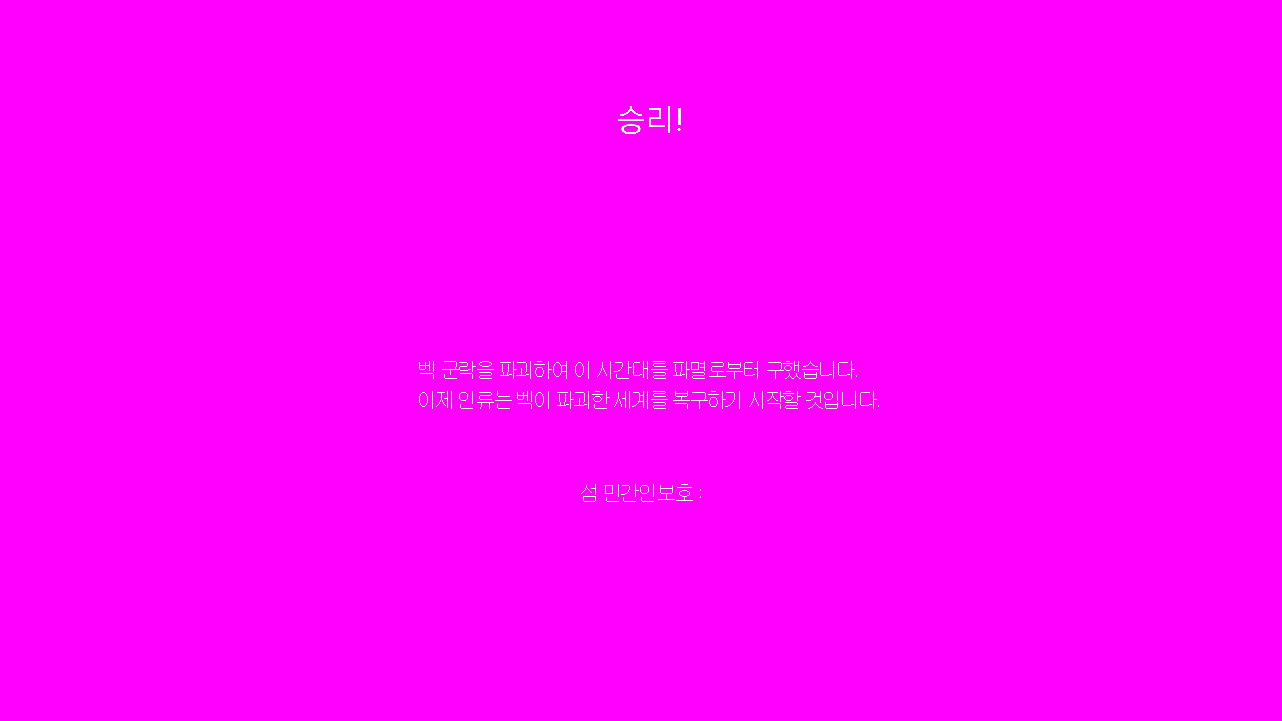 승리!
벡 군락을 파괴하여 이 시간대를 파멸로부터 구했습니다.
이제 인류는 벡이 파괴한 세계를 복구하기 시작할 것입니다.
섬 민간인보호 :